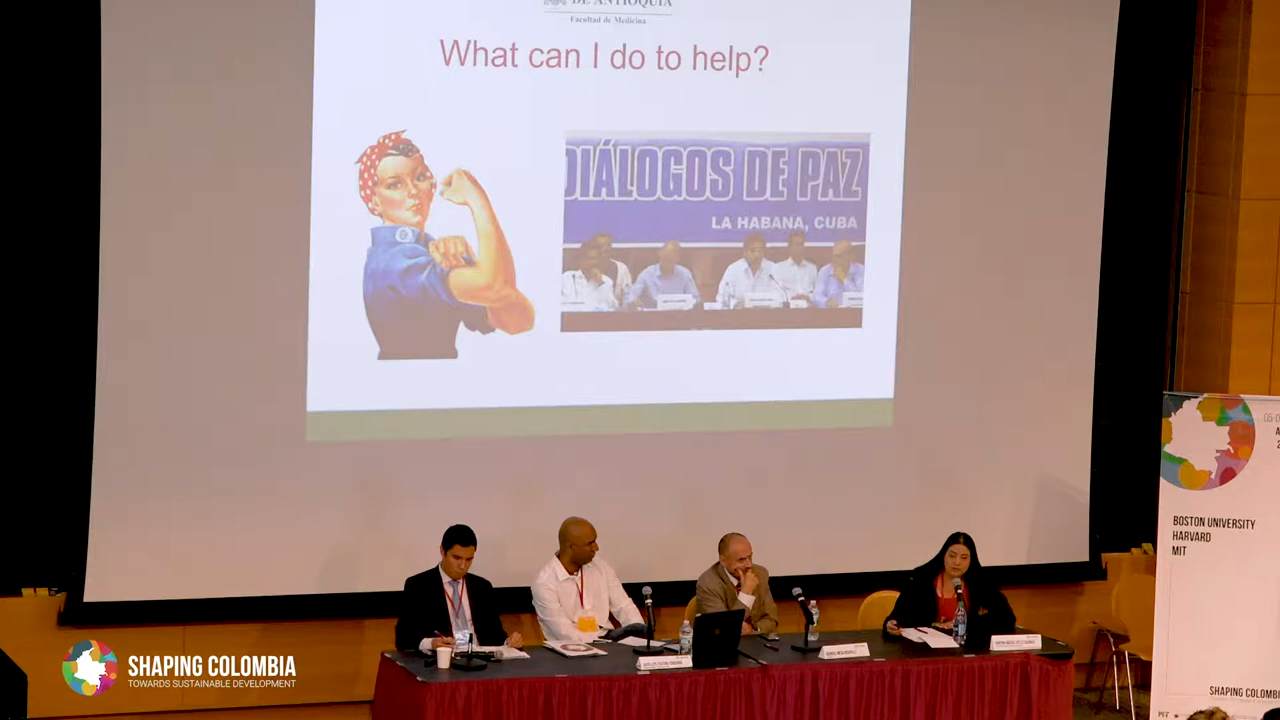 DE ANTIOQUIA
Facultad de Medicina
What can I do to help?
DIÁLOGOS DE PAZ
LA HABANA, CUBA
BOSTON UNIVERSITY
HARVARD
MIT
SHAPING COLOMBIA
TOWARDS SUSTAINABLE DEVELOPMENT
SHAPING COLOMBI